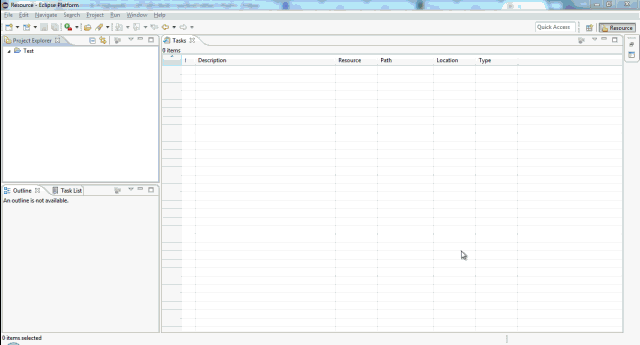 Resource - Eclipse Platform
File Edit Navigate Search Project Run Window Help
Quick Access
Resource
Project Explorer
Tasks
0 items
Test
! Description Resource Path Location Type
Outline Task List
An outline is not available.
0 items selected